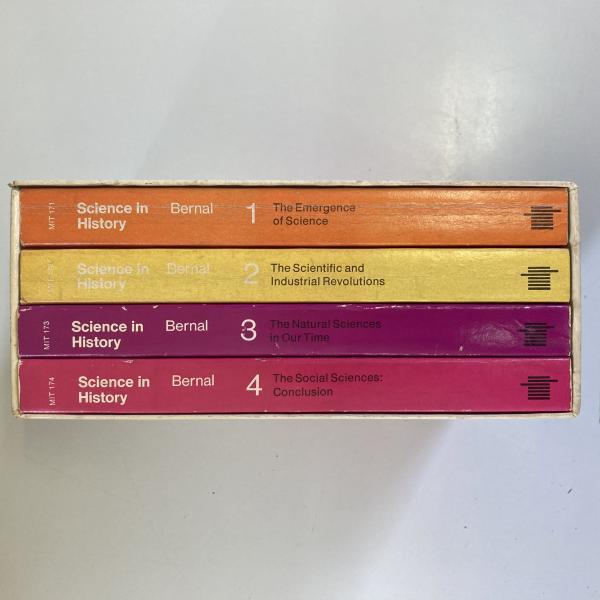 MIT 171
Science in
History
Bernal
1
The Emergence
of Science
Science in
History
Bernal
2
The Scientific and
Industrial Revolutions
MIT 173
Science in
History
Bernal
3
The Natural Sciences
in Our Time
MIT 174
Science in
History
Bernal
4
The Social Sciences:
Conclusion